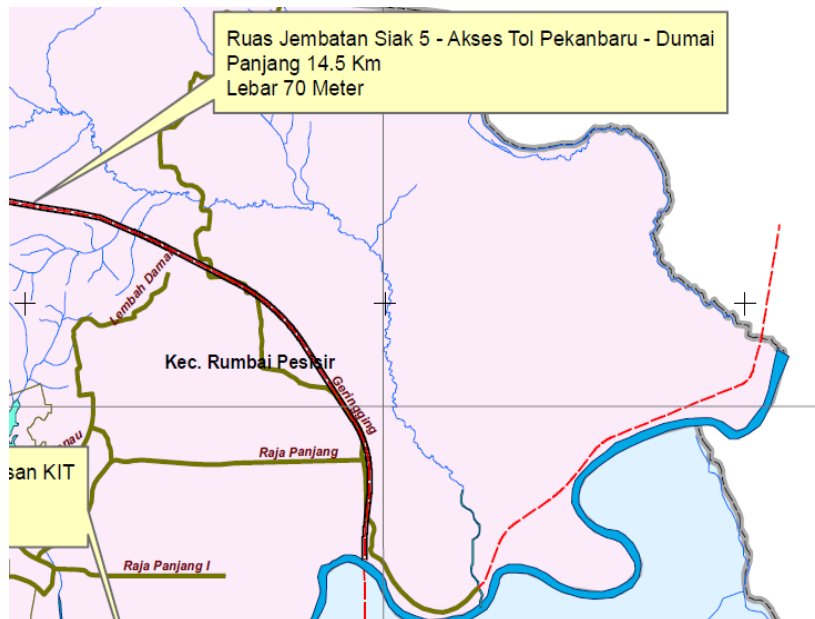 Ruas Jembatan Siak 5 - Akses Tol Pekanbaru - Dumai
Panjang 14.5 Km
Lebar 70 Meter
Lembah Damai
Kec. Rumbai Pesisir
Geringging
Raja Panjang
san KIT
Raja Panjang I